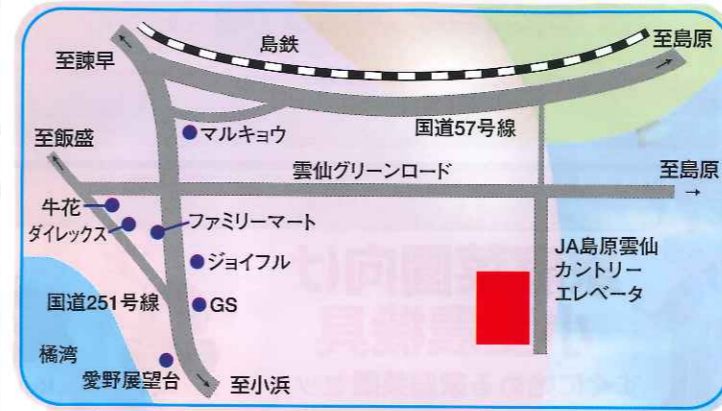 島鉄
至島原
至諫早
国道57号線
マルキョウ
至飯盛
雲仙グリーンロード
至島原
牛花
ダイレックス
ファミリーマート
ジョイフル
JA島原雲仙
カントリー
エレベータ
国道251号線
GS
橘湾
愛野展望台
至小浜